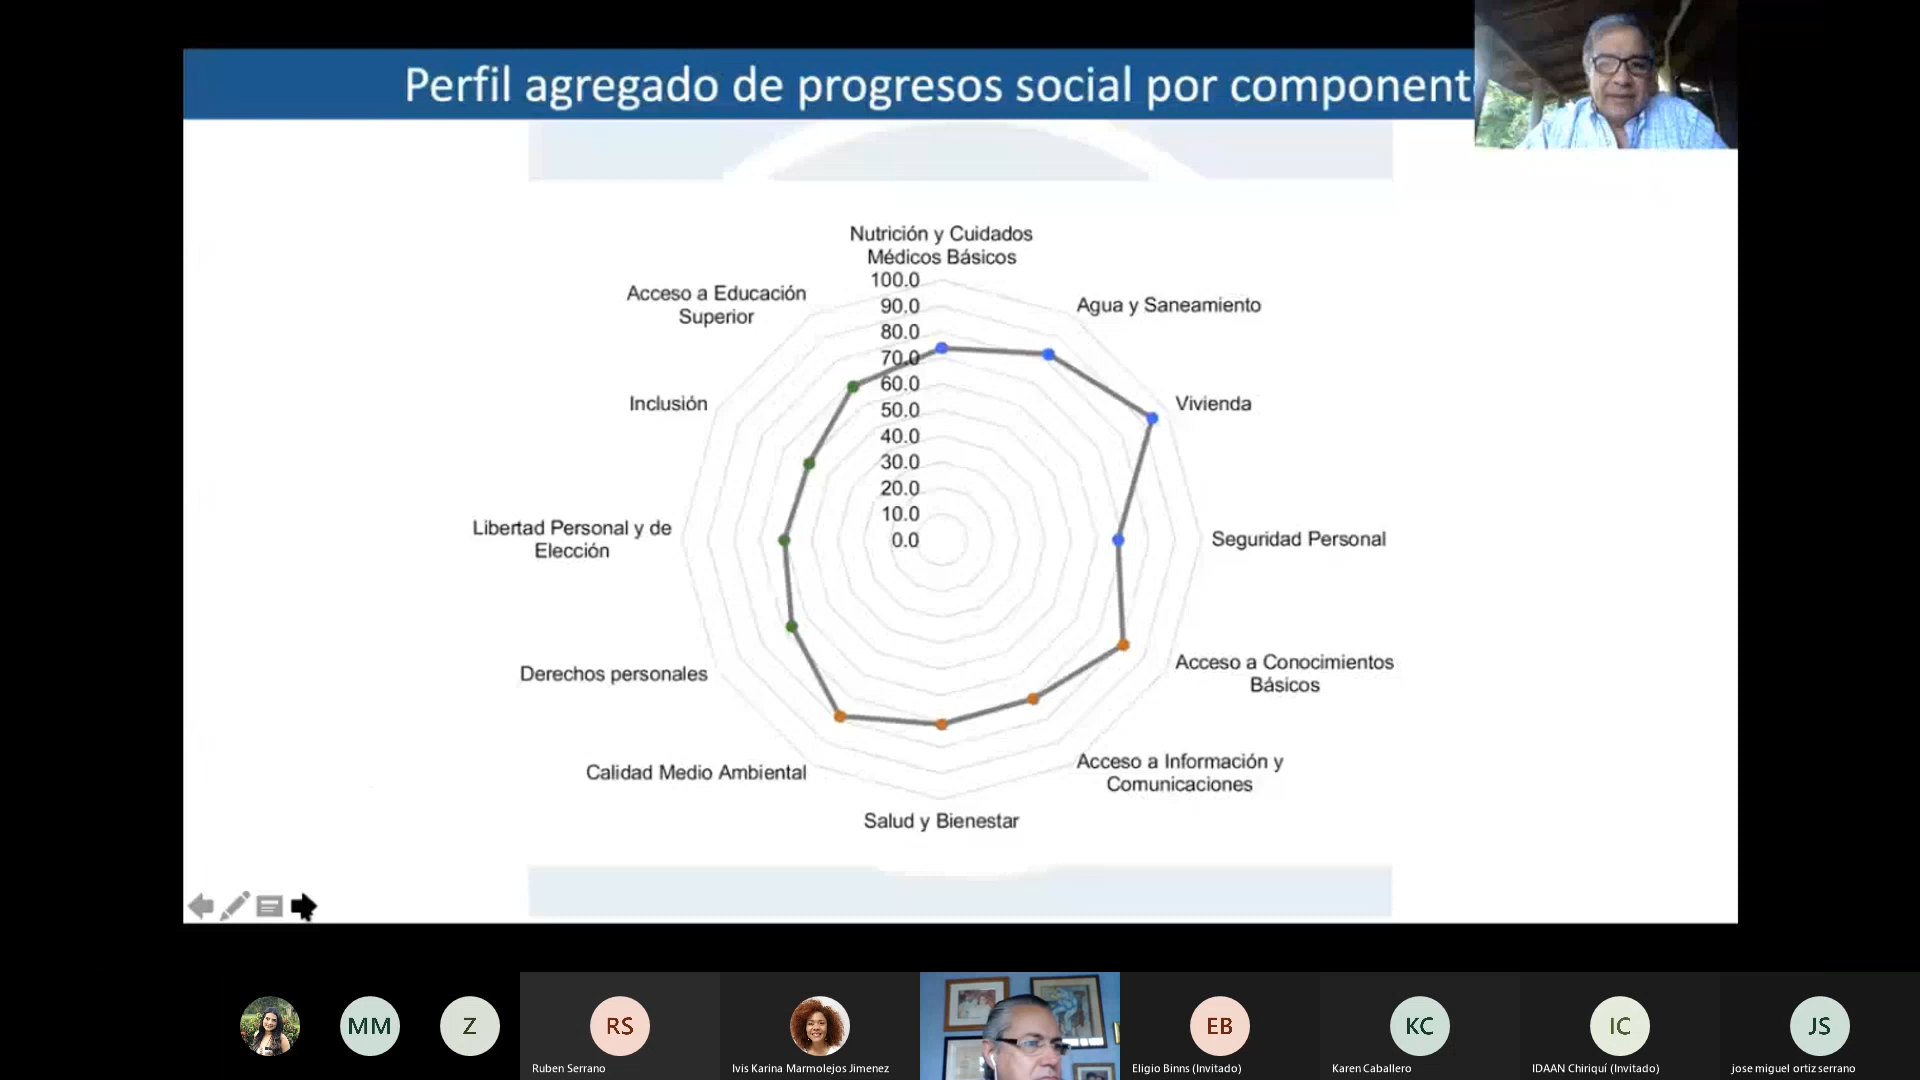 Perfil agregado de progresos social por component
Nutrición y Cuidados
Médicos Básicos
Acceso a Educación
Superior
Agua y Saneamiento
Inclusión
Vivienda
Libertad Personal y de
Elección
Seguridad Personal
Derechos personales
Acceso a Conocimientos
Básicos
Calidad Medio Ambiental
Acceso a Información y
Comunicaciones
Salud y Bienestar
100.0
90.0
80.0
70.0
60.0
50.0
40.0
30.0
20.0
10.0
0.0
MM
Z
RS
EB
KC
IC
JS
Ruben Serrano
Ivis Karina Marmolejos Jimenez
Eligio Binns (Invitado)
Karen Caballero
IDAAN Chiriquí (Invitado)
jose miguel ortiz serrano